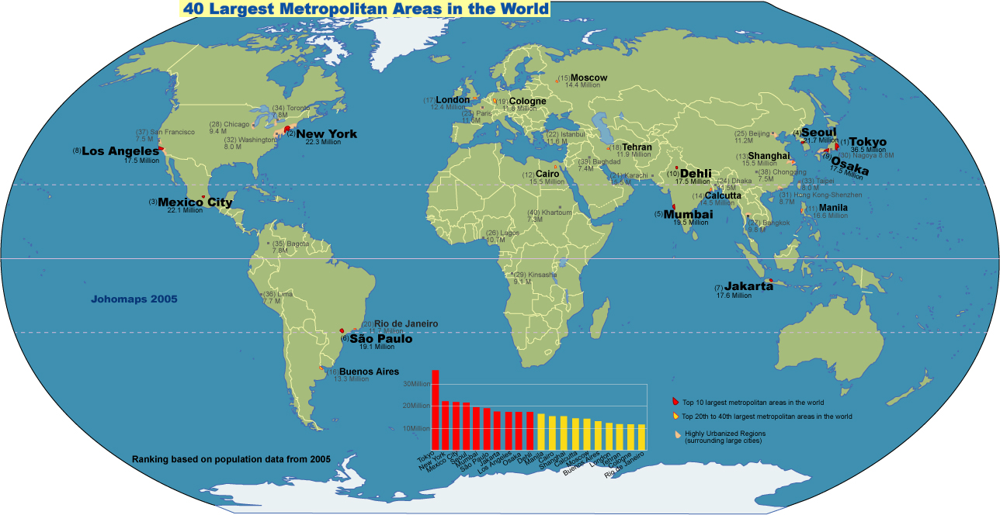 40 Largest Metropolitan Areas in the World
(15)Moscow
14.4 Million
(17)London
12.4 Million
(19)Cologne
11.8 Million
(23) Paris
11.6M
(34) Toronto
7.8M
(28) Chicago
9.4 M
(2)New York
22.3 Million
(37) San Francisco
7.5 M
(32) Washington
8.0 M
(8)Los Angeles
17.5 Million
(22) Istanbul
11.6 M
(18)Tehran
11.9 Million
(39) Baghdad
7.4M
(12)Cairo
15.5 Million
(21) Karachi
(10)Dehli
17.5 Million
(25) Beijing
11.2M
(4)Seoul
21.7 Million
(1)Tokyo
36.5 Million
(9)Osaka
17.5 Million
(30) Nagoya 8.8M
(13)Shanghai
15.5 Million
(38) Chongqing
7.5M
(24) Dhaka
11.5M
(14)Calcutta
14.5 Million
(33) Taipei
8.0 M
(31) Hong Kong-Shenzhen
8.7M
(11)Manila
16.6 Million
(3)Mexico City
22.1 Million
(40) Khartoum
7.3M
(5)Mumbai
19.5 Million
(27) Bangkok
9.8 M
(26) Lagos
10.7M
(35) Bagota
7.8M
(29) Kinsasha
9.1 M
(7)Jakarta
17.6 Million
(36) Lima
7.7 M
Johomaps 2005
(20)Rio de Janeiro
11.7 Million
(6)São Paulo
19.1 Million
(16)Buenos Aires
13.3 Million
30Million
20Million
10Million
Tokyo
New York
Mexico City
Seoul
Mumbai
São Paulo
Jakarta
Los Angeles
Osaka
Dehli
Manila
Cairo
Shanghai
Calcutta
Moscow
Buenos Aires
London
Tehran
Cologne
Rio de Janeiro
Top 10 largest metropolitan areas in the world
Top 20th to 40th largest metropolitan areas in the world
Highly Urbanized Regions
(surrounding large cities)
Ranking based on population data from 2005